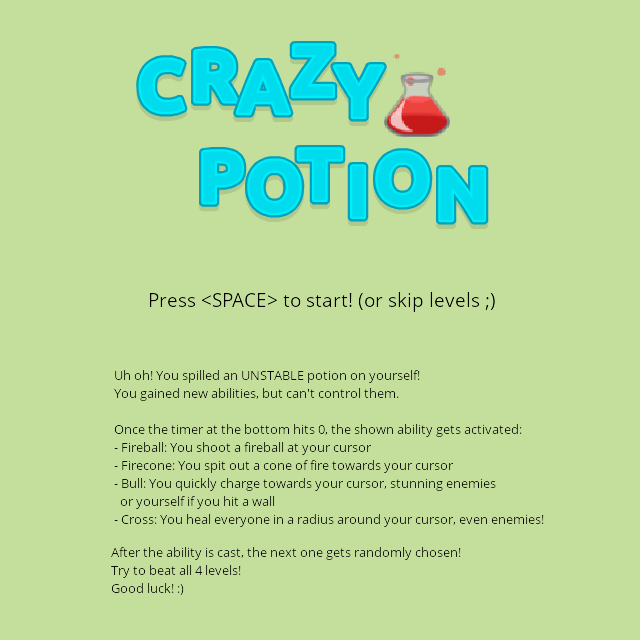 CRAZY
POTION
Press <SPACE> to start! (or skip levels ;)
Uh oh! You spilled an UNSTABLE potion on yourself!
You gained new abilities, but can't control them.
Once the timer at the bottom hits 0, the shown ability gets activated:
- Fireball: You shoot a fireball at your cursor
- Firecone: You spit out a cone of fire towards your cursor
- Bull: You quickly charge towards your cursor, stunning enemies
or yourself if you hit a wall
- Cross: You heal everyone in a radius around your cursor, even enemies!
After the ability is cast, the next one gets randomly chosen!
Try to beat all 4 levels!
Good luck! :)